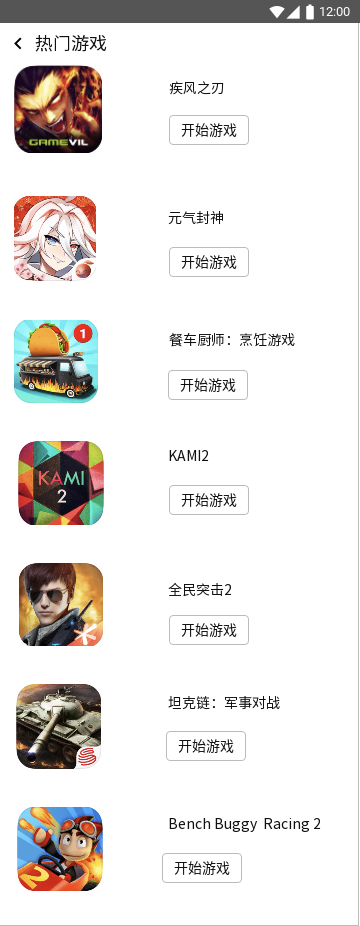 12:00
热门游戏
GAMEVIL
疾风之刃
开始游戏
元气封神
开始游戏
1
餐车厨师：烹饪游戏
开始游戏
KAMI
2
KAMI2
开始游戏
全民突击2
开始游戏
坦克链：军事对战
开始游戏
2
Bench Buggy Racing 2
开始游戏